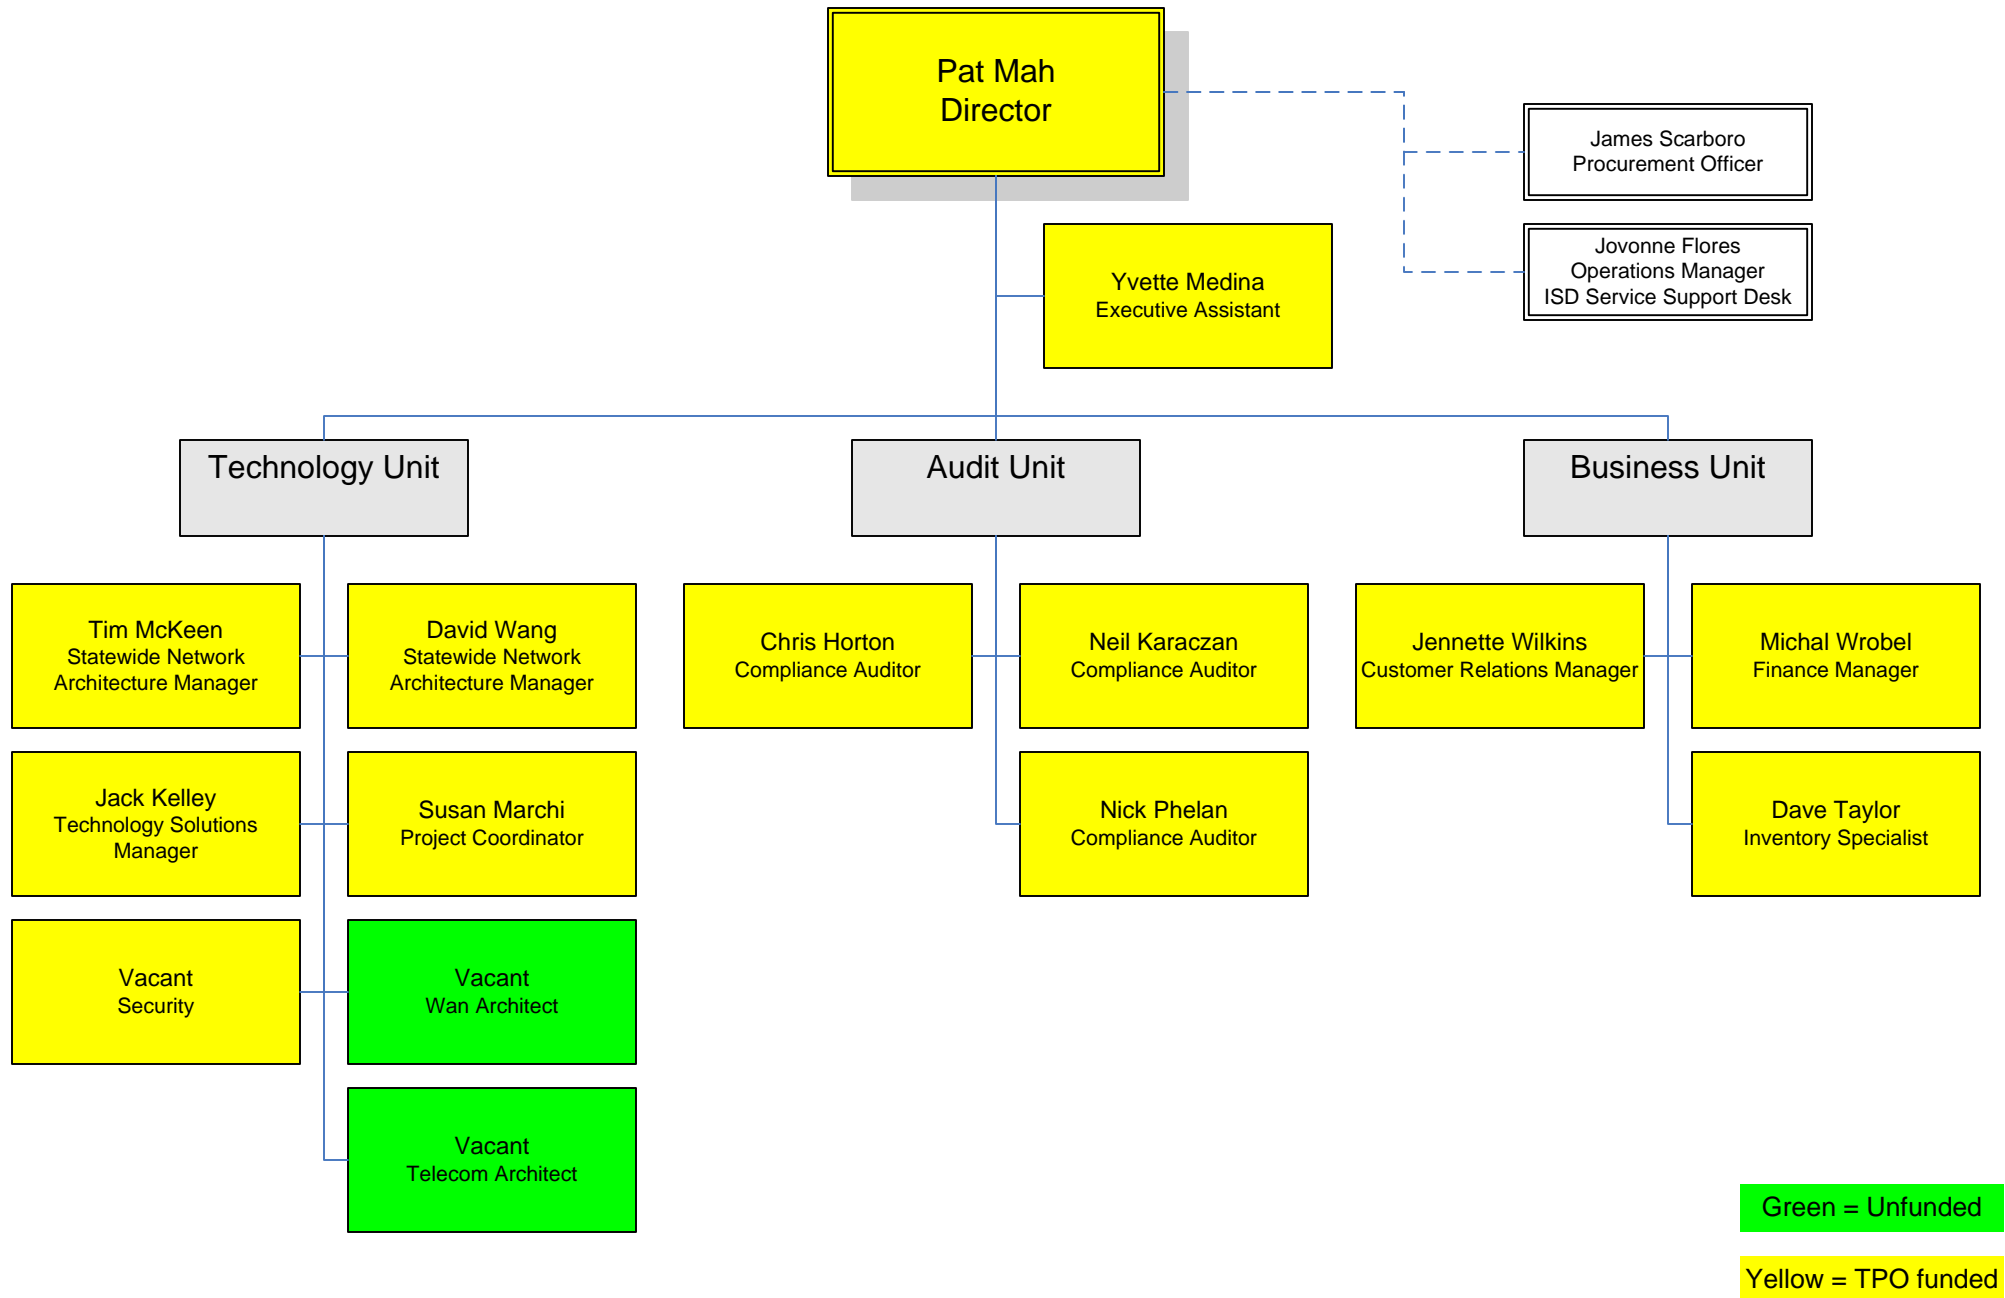 Pat Mah
Director
James Scarboro
Procurement Officer
Jovonne Flores
Operations Manager
ISD Service Support Desk
Yvette Medina
Executive Assistant
Technology Unit
Audit Unit
Business Unit
Tim McKeen
Statewide Network
Architecture Manager
David Wang
Statewide Network
Architecture Manager
Chris Horton
Compliance Auditor
Neil Karaczan
Compliance Auditor
Jennette Wilkins
Customer Relations Manager
Michal Wrobel
Finance Manager
Jack Kelley
Technology Solutions
Manager
Susan Marchi
Project Coordinator
Nick Phelan
Compliance Auditor
Dave Taylor
Inventory Specialist
Vacant
Security
Vacant
Wan Architect
Vacant
Telecom Architect
Green = Unfunded
Yellow = TPO funded